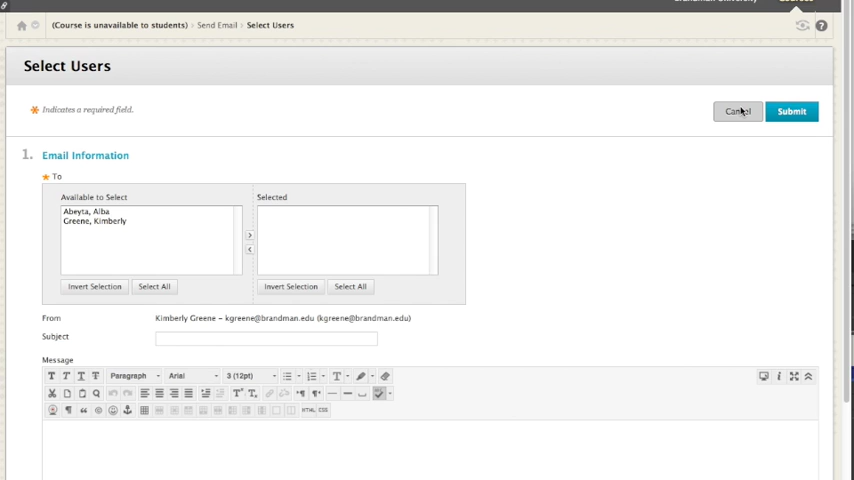 (Course is unavailable to students) > Send Email > Select Users
Select Users
Indicates a required field.
Cancel
Submit
1. Email Information
To
Available to Select
Selected
Abeyta, Alba
Greene, Kimberly
Invert Selection
Select All
Invert Selection
Select All
From
Kimberly Greene – kgreene@brandman.edu (kgreene@brandman.edu)
Subject
Message
T T T T Paragraph Arial 3 (12pt) T
HTML CSS